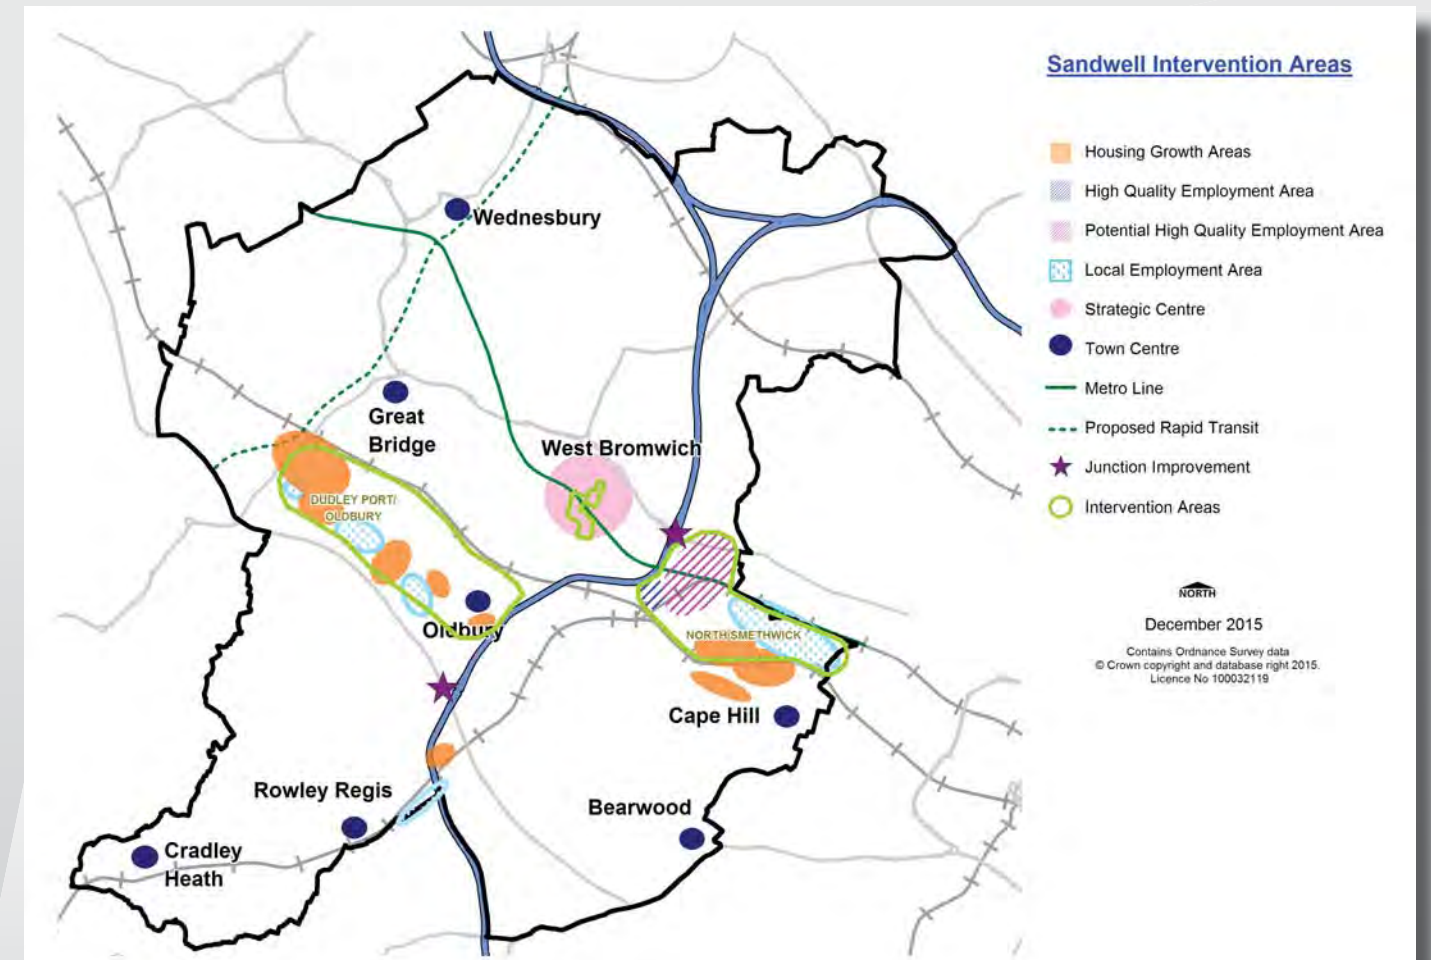 Sandwell Intervention Areas
Housing Growth Areas
High Quality Employment Area
Potential High Quality Employment Area
Local Employment Area
Strategic Centre
Town Centre
Metro Line
Proposed Rapid Transit
Junction Improvement
Intervention Areas
NORTH
December 2015
Contains Ordnance Survey data
© Crown copyright and database right 2015.
Licence No 100032119
Wednesbury
Great
Bridge
West Bromwich
DUDLEY PORT/
OLDBURY
Oldbury
NORTH SMETHWICK
Cape Hill
Rowley Regis
Bearwood
Cradley
Heath